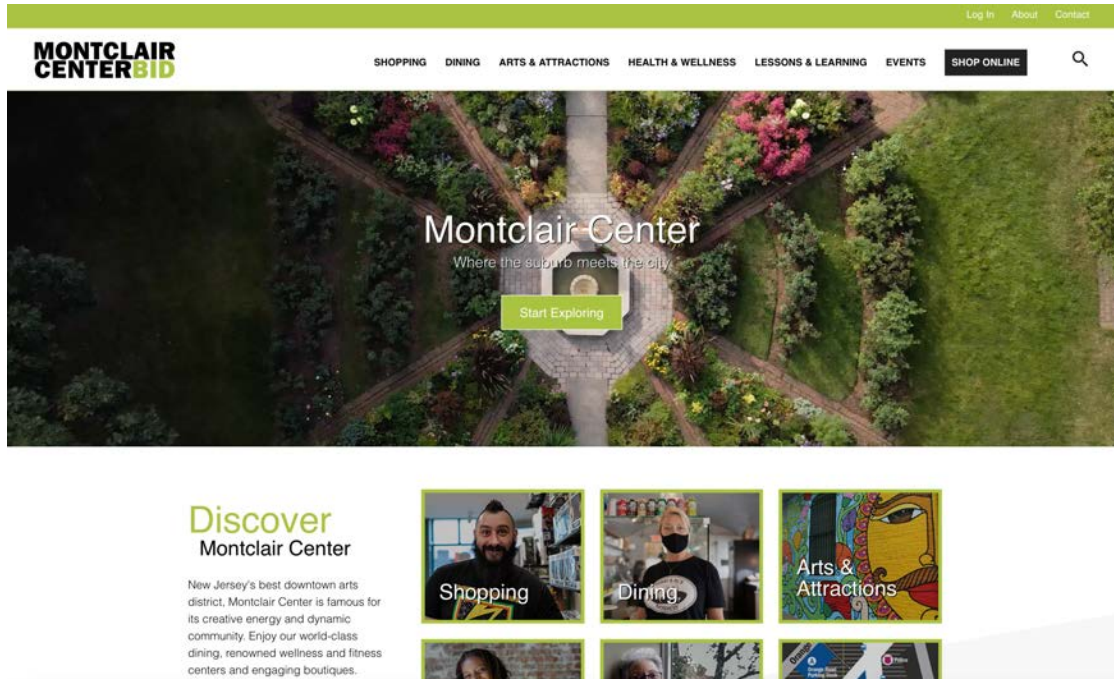 Log In About Contact
MONTCLAIR
CENTERBID
SHOPPING DINING ARTS & ATTRACTIONS HEALTH & WELLNESS LESSONS & LEARNING EVENTS SHOP ONLINE
Montclair Center
Where the suburb meets the city.
Start Exploring
Discover
Montclair Center
New Jersey's best downtown arts
district, Montclair Center is famous for
its creative energy and dynamic
community. Enjoy our world-class
dining, renowned wellness and fitness
centers and engaging boutiques.
Shopping
Dining
Arts &
Attractions
Orange
A
Police